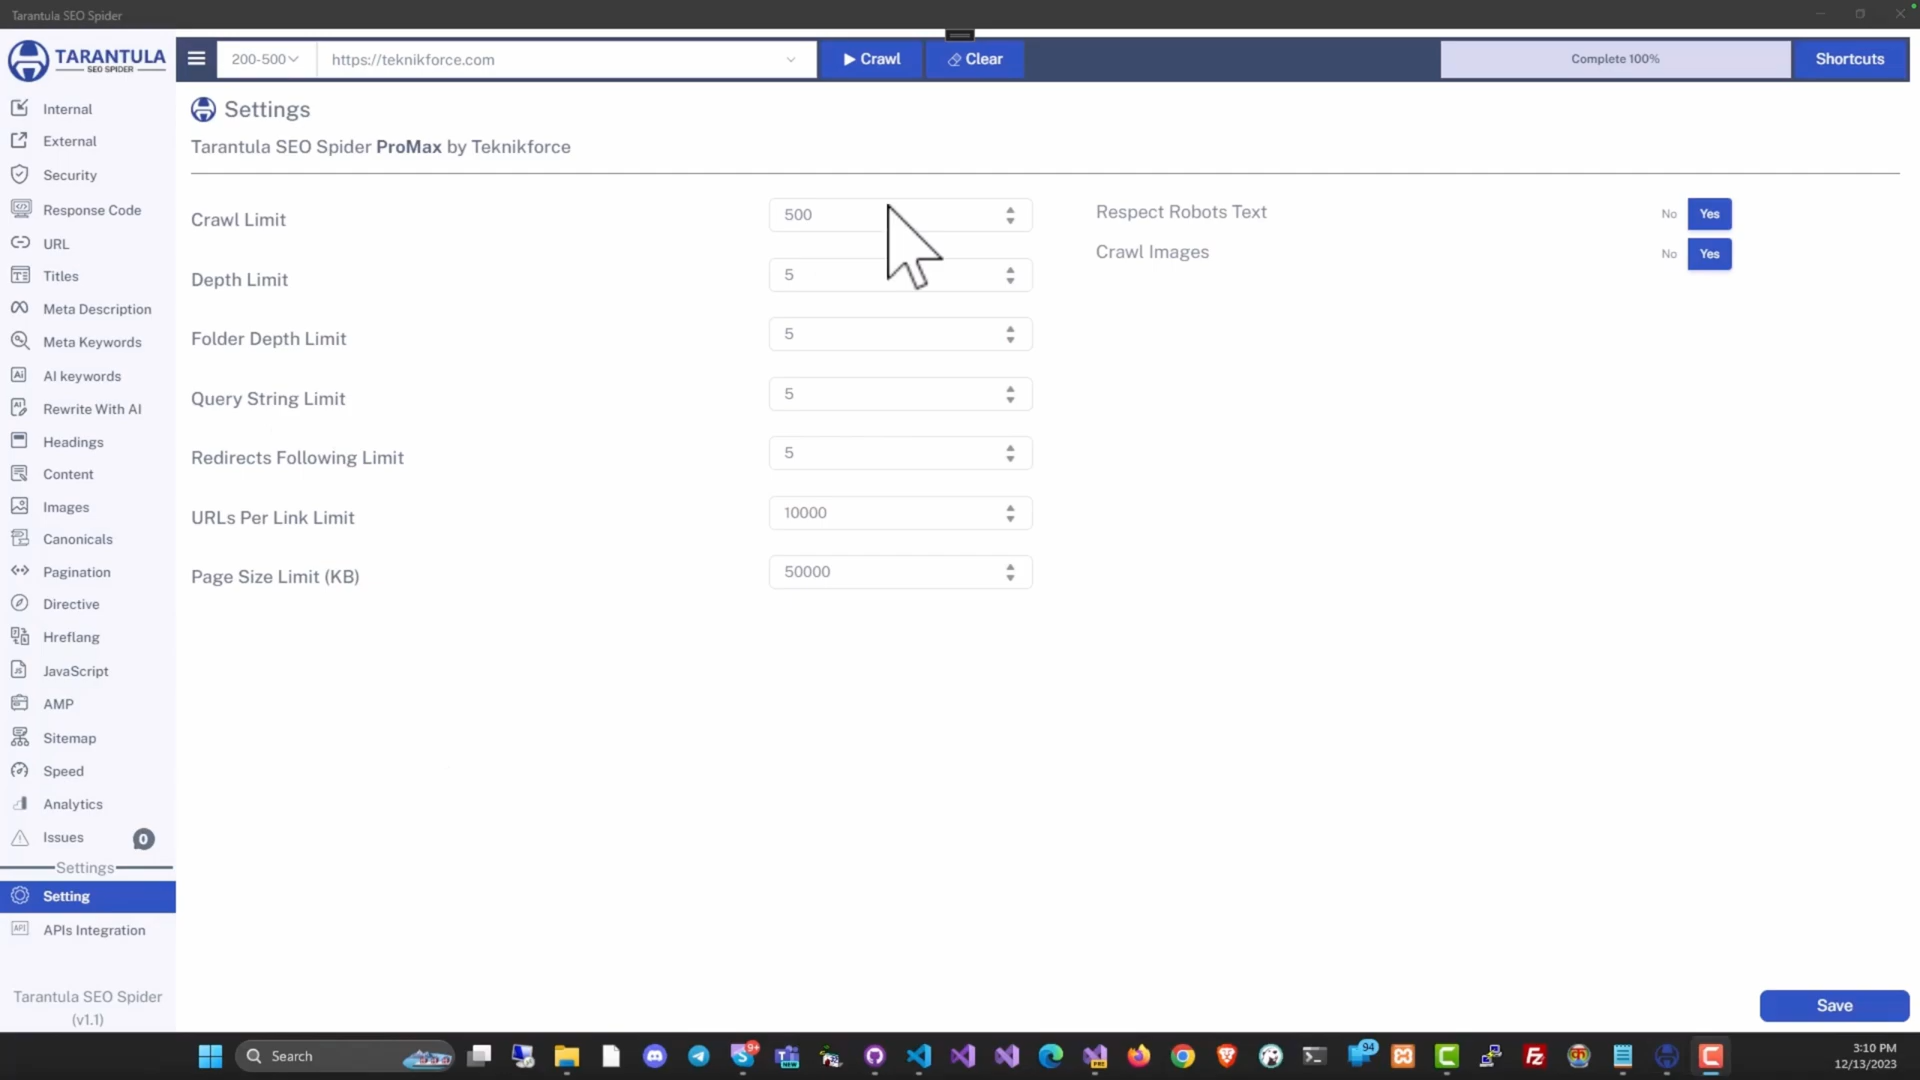 Tarantula SEO Spider
TARANTULA
SEO SPIDER
200-500
https://teknikforce.com
Crawl
Clear
Complete 100%
Shortcuts
Internal
External
Security
Response Code
URL
Titles
Meta Description
Meta Keywords
AI keywords
Rewrite With AI
Headings
Content
Images
Canonicals
Pagination
Directive
Hreflang
JavaScript
AMP
Sitemap
Speed
Analytics
Issues 0
Settings
Setting
APIs Integration
Tarantula SEO Spider
(v1.1)
Settings
Tarantula SEO Spider ProMax by Teknikforce
Crawl Limit 500
Depth Limit 5
Folder Depth Limit 5
Query String Limit 5
Redirects Following Limit 5
URLs Per Link Limit 10000
Page Size Limit (KB) 50000
Respect Robots Text No Yes
Crawl Images No Yes
Save
Search
9+
NEW
PRE
94
3:10 PM
12/13/2023